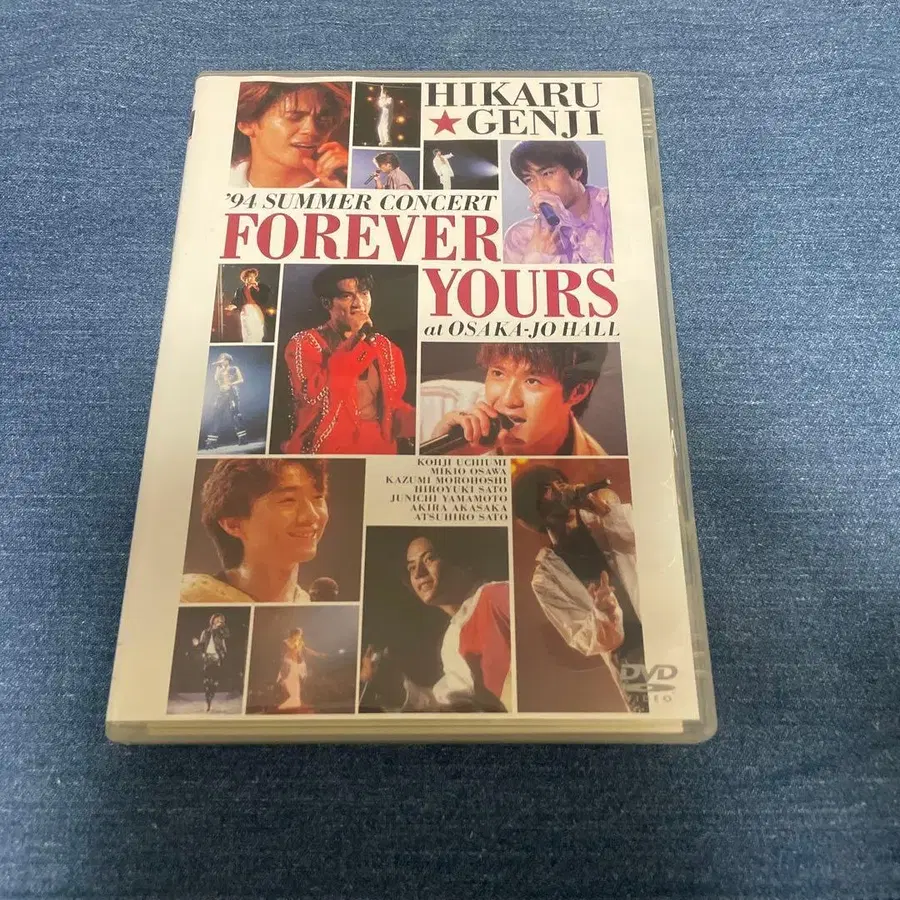 HIKARU
★GENJI
'94 SUMMER CONCERT
FOREVER
YOURS
at OSAKA-JO HALL
KOHJI UCHIUMI
MIKIO OSAWA
KAZUMI MOROHOSHI
HIROYUKI SATO
JUNICHI YAMAMOTO
AKIRA AKASAKA
ATSUHIRO SATO
DVD
VIDEO